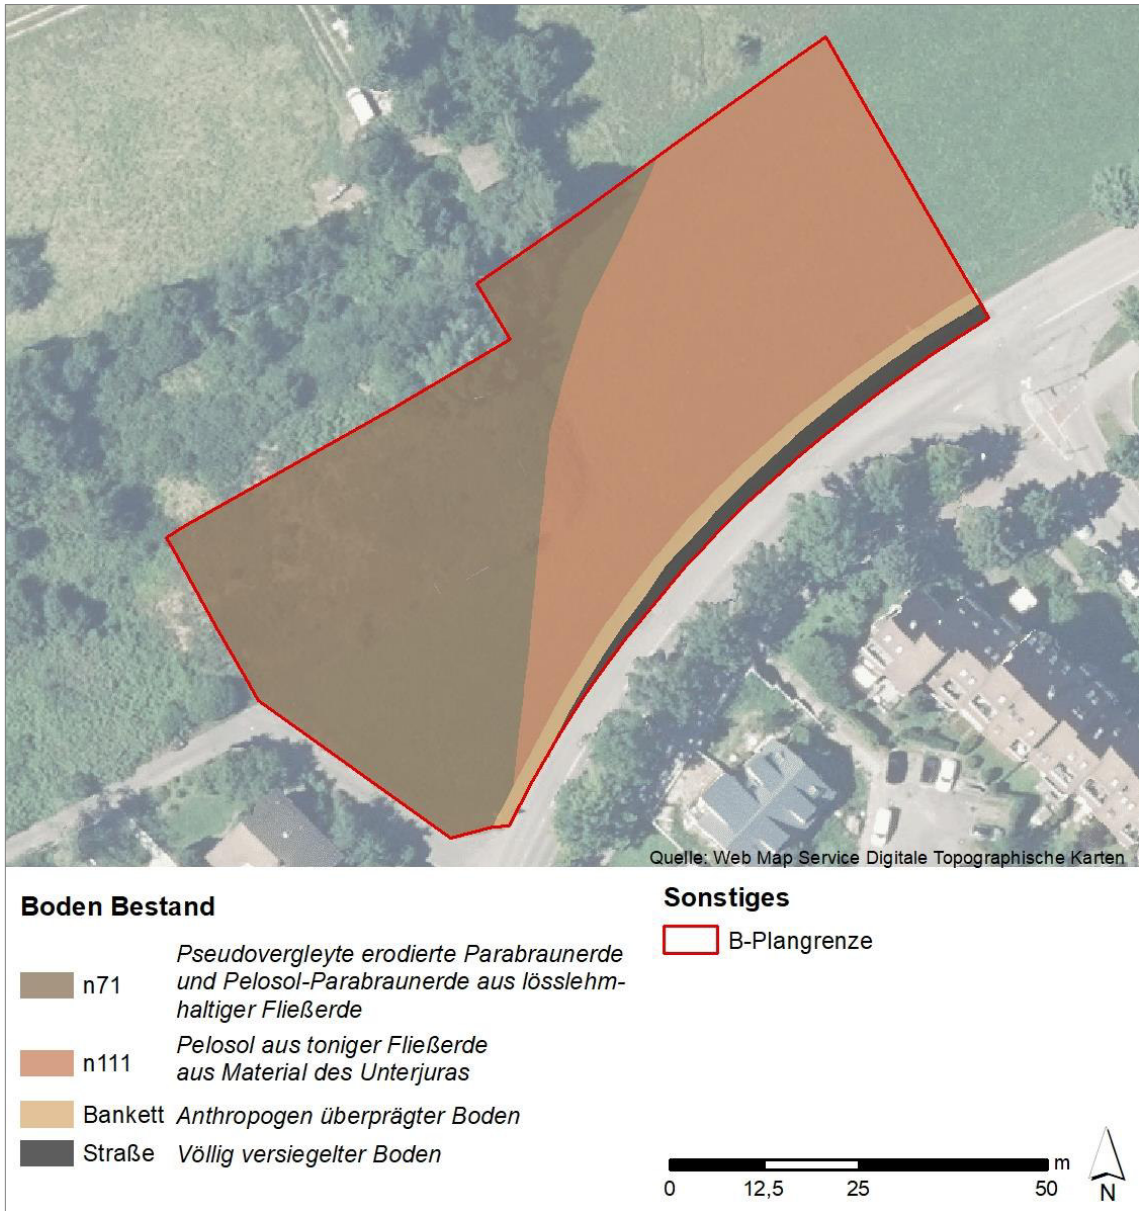 Quelle: Web Map Service Digitale Topographische Karten
Boden Bestand
n71
Pseudovergleyte erodierte Parabraunerde
und Pelosol-Parabraunerde aus lösslehm-
haltiger Fließerde
n111
Pelosol aus toniger Fließerde
aus Material des Unterjuras
Bankett Anthropogen überprägter Boden
Straße Völlig versiegelter Boden
Sonstiges
B-Plangrenze
m
0 12,5 25 50
N